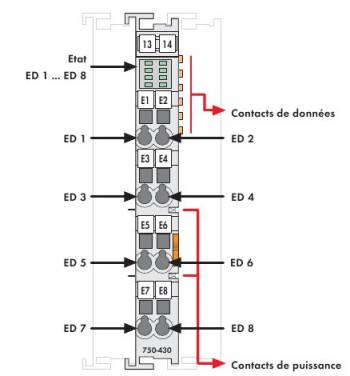 13 14
Etat
ED 1 ... ED 8
E1 E2
Contacts de données
ED 1
ED 2
E3 E4
ED 3
ED 4
E5 E6
ED 5
ED 6
E7 E8
ED 7
ED 8
750-430
Contacts de puissance